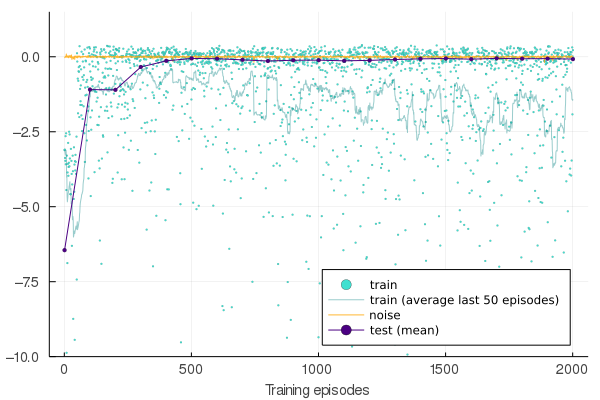 0.0
−2.5
−5.0
−7.5
−10.0
train
train (average last 50 episodes)
noise
test (mean)
0 500 1000 1500 2000
Training episodes